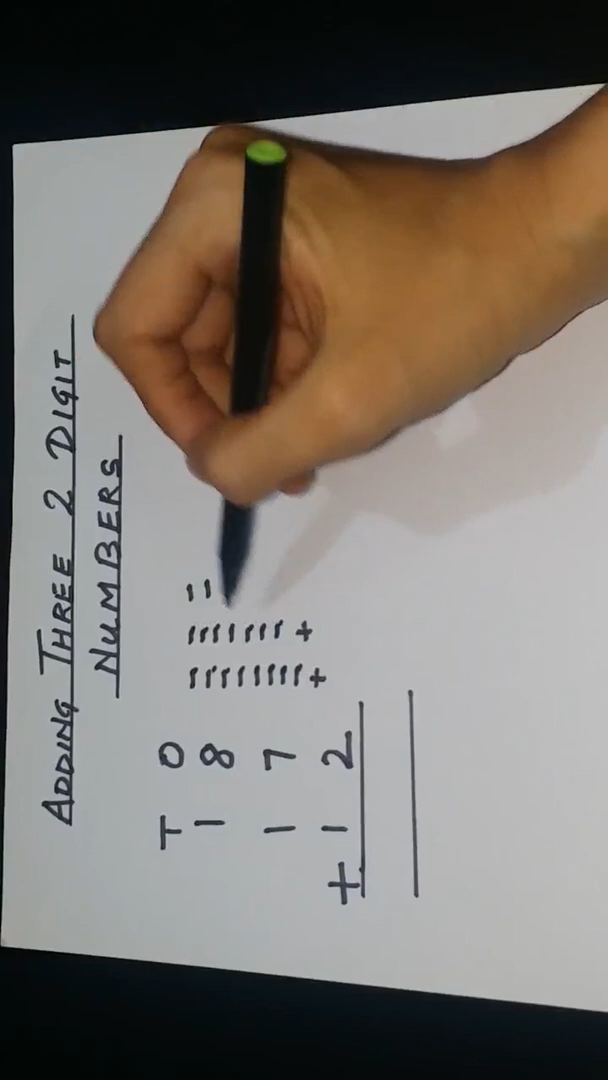 ADDING THREE 2 DIGIT
NUMBERS
T O
1 8
1 7
+ 1 2
+
+